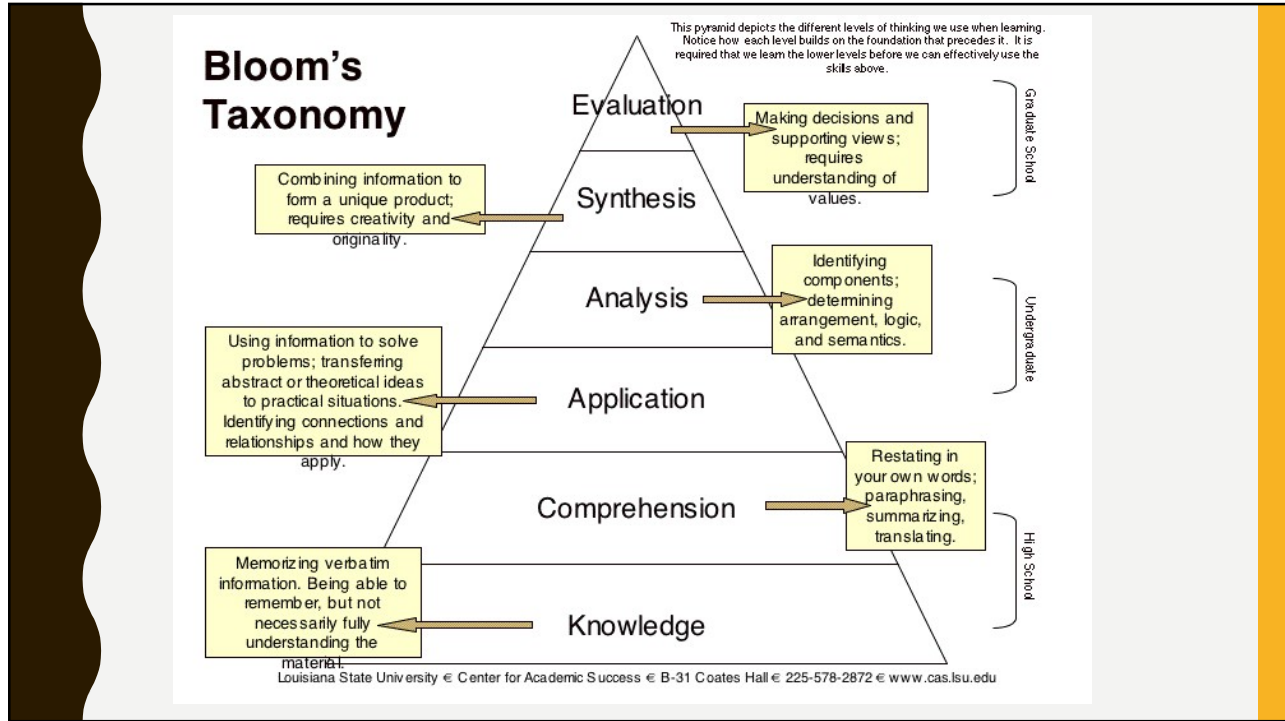 Bloom's
Taxonomy
This pyramid depicts the different levels of thinking we use when learning.
Notice how each level builds on the foundation that precedes it. It is
required that we learn the lower levels before we can effectively use the
skills above.
Evaluation
Making decisions and
supporting views;
requires
understanding of
values.
Graduate School
Combining information to
form a unique product;
requires creativity and
originality.
Synthesis
Analysis
Identifying
components;
determining
arrangement, logic,
and semantics.
Undergraduate
Using information to solve
problems; transferring
abstract or theoretical ideas
to practical situations.
Identifying connections and
relationships and how they
apply.
Application
Comprehension
Restating in
your own words;
paraphrasing,
summarizing,
translating.
High School
Memorizing verbatim
information. Being able to
remember, but not
necessarily fully
understanding the
material.
Knowledge
Louisiana State University € Center for Academic Success € B-31 Coates Hall € 225-578-2872 € www.cas.lsu.edu